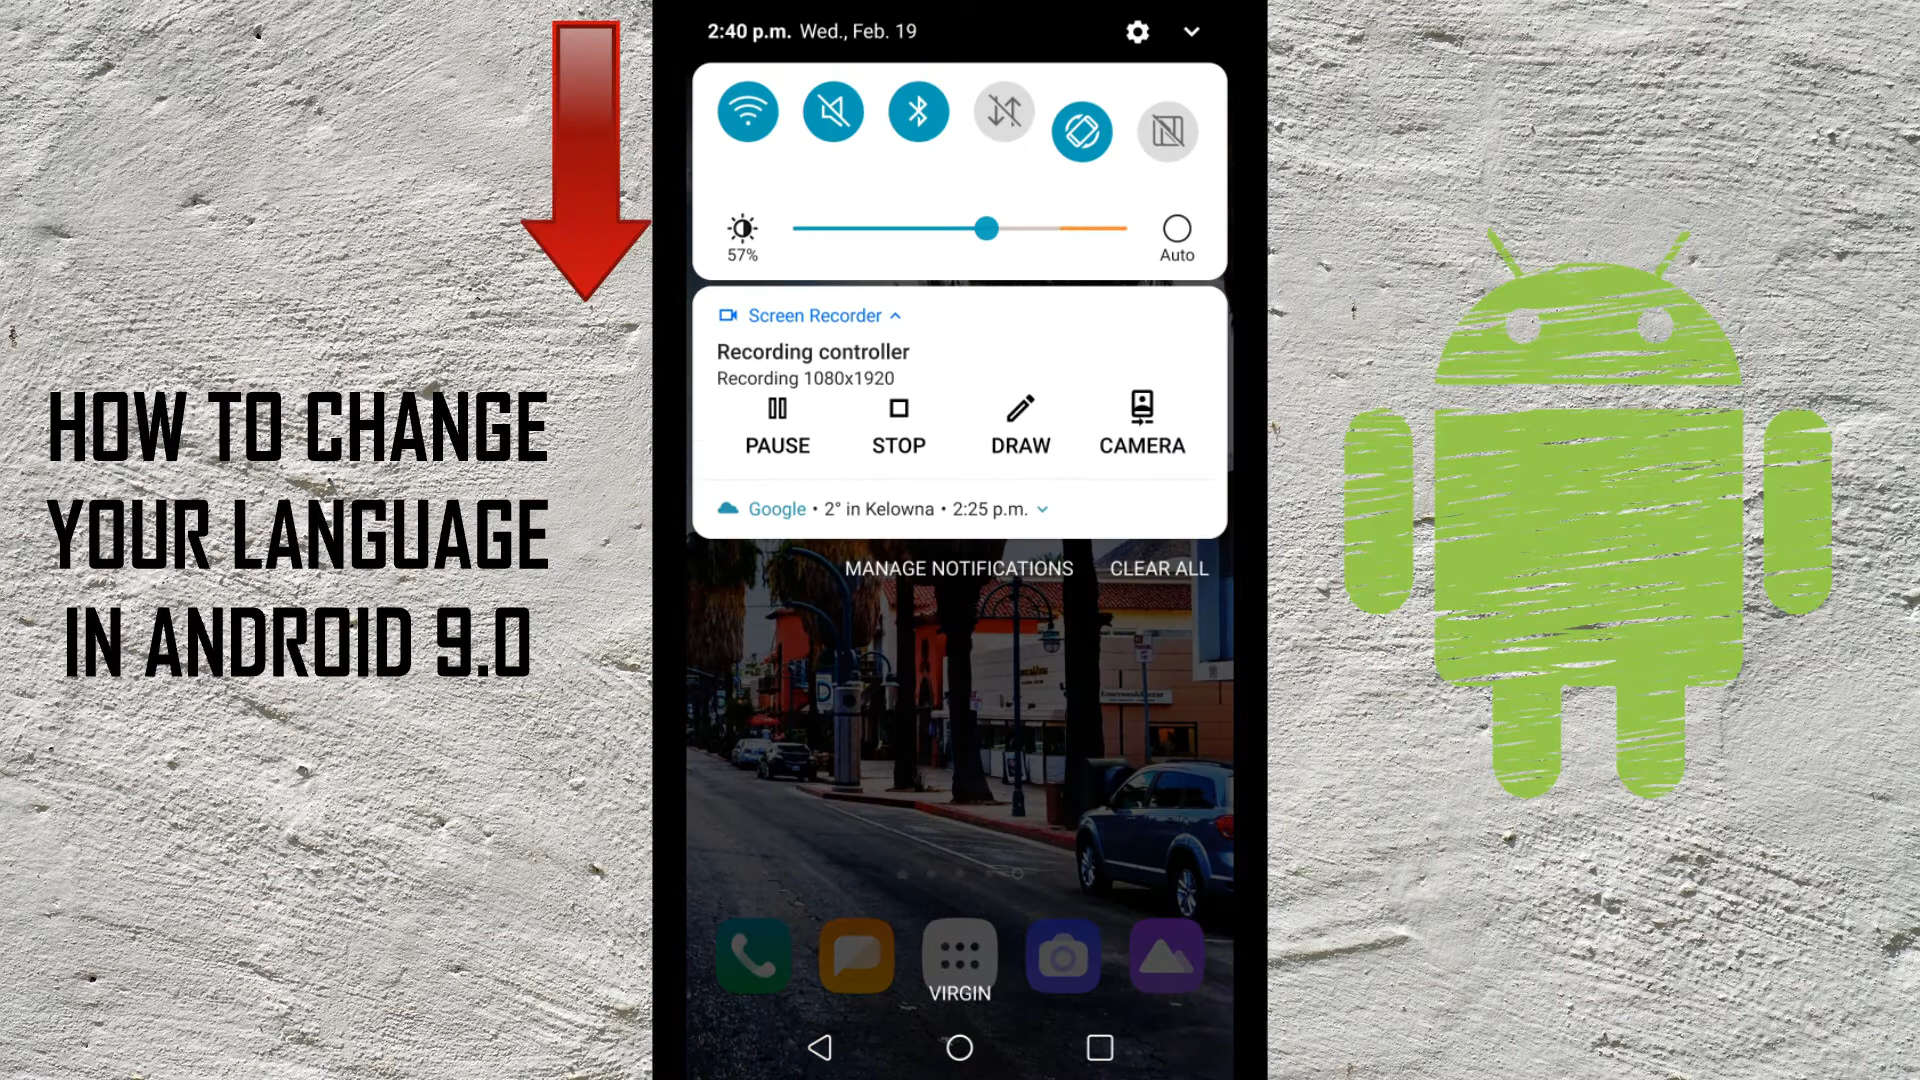 2:40 p.m. Wed., Feb. 19
57%
Auto
Screen Recorder
Recording controller
Recording 1080x1920
PAUSE STOP DRAW CAMERA
Google • 2° in Kelowna • 2:25 p.m.
MANAGE NOTIFICATIONS CLEAR ALL
VIRGIN
HOW TO CHANGE
YOUR LANGUAGE
IN ANDROID 9.0